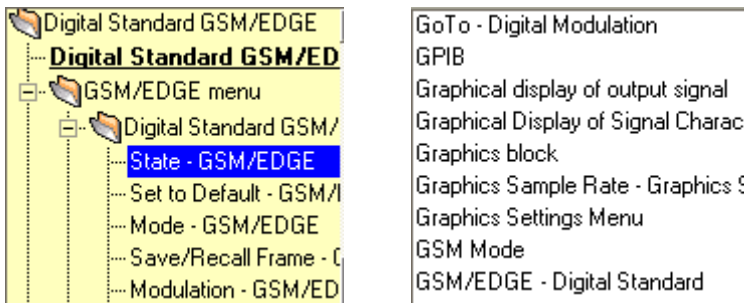 Digital Standard GSM/EDGE
Digital Standard GSM/ED
GSM/EDGE menu
Digital Standard GSM/
State - GSM/EDGE
Set to Default - GSM/
Mode - GSM/EDGE
Save/Recall Frame -
Modulation - GSM/ED
GoTo - Digital Modulation
GPIB
Graphical display of output signal
Graphical Display of Signal Charac
Graphics block
Graphics Sample Rate - Graphics S
Graphics Settings Menu
GSM Mode
GSM/EDGE - Digital Standard